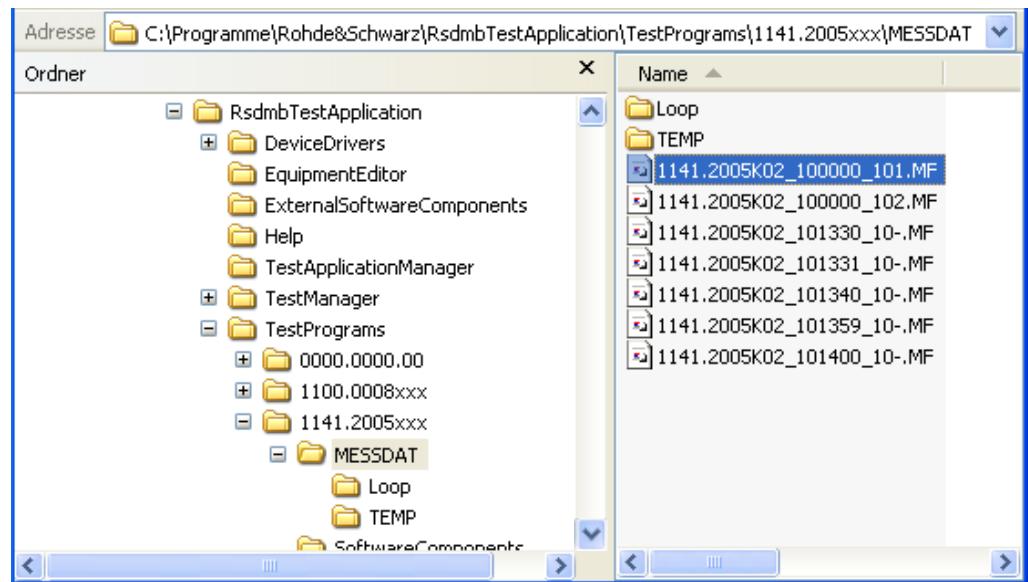 Adresse C:\Programme\Rohde&Schwarz\RsdmbTestApplication\TestPrograms\1141.2005xxx\MESSDAT
Ordner
RsdmbTestApplication
DeviceDrivers
EquipmentEditor
ExternalSoftwareComponents
Help
TestApplicationManager
TestManager
TestPrograms
0000.0000.00
1100.0008xxx
1141.2005xxx
MESSDAT
Loop
TEMP
SoftwareComponents
Name
Loop
TEMP
1141.2005K02_100000_101.MF
1141.2005K02_100000_102.MF
1141.2005K02_101330_10-.MF
1141.2005K02_101331_10-.MF
1141.2005K02_101340_10-.MF
1141.2005K02_101359_10-.MF
1141.2005K02_101400_10-.MF